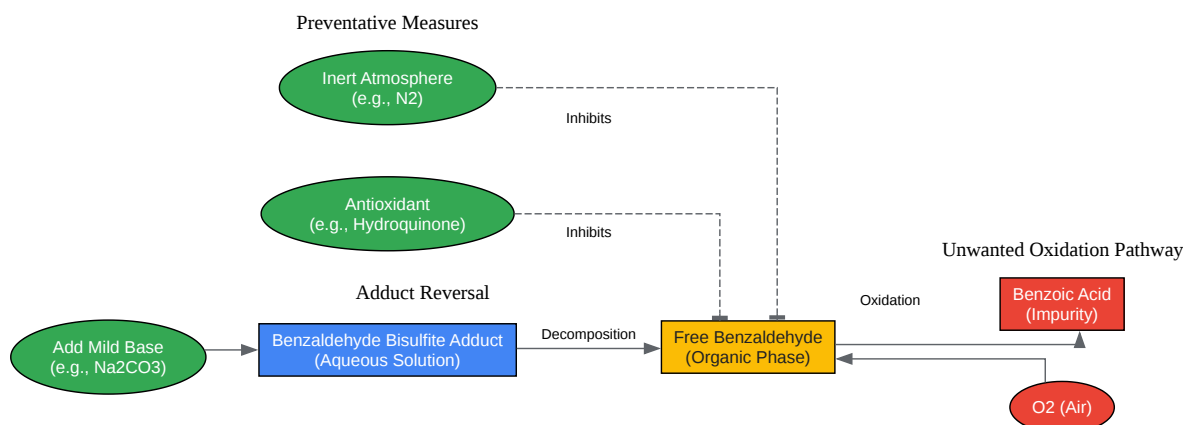 Preventative Measures
Inert Atmosphere
(e.g., N2)
Inhibits
Antioxidant
(e.g., Hydroquinone)
Inhibits
Unwanted Oxidation Pathway
Adduct Reversal
Oxidation
Benzoic Acid
(Impurity)
Add Mild Base
(e.g., Na2CO3)
Benzaldehyde Bisulfite Adduct
(Aqueous Solution)
Decomposition
Free Benzaldehyde
(Organic Phase)
O2 (Air)